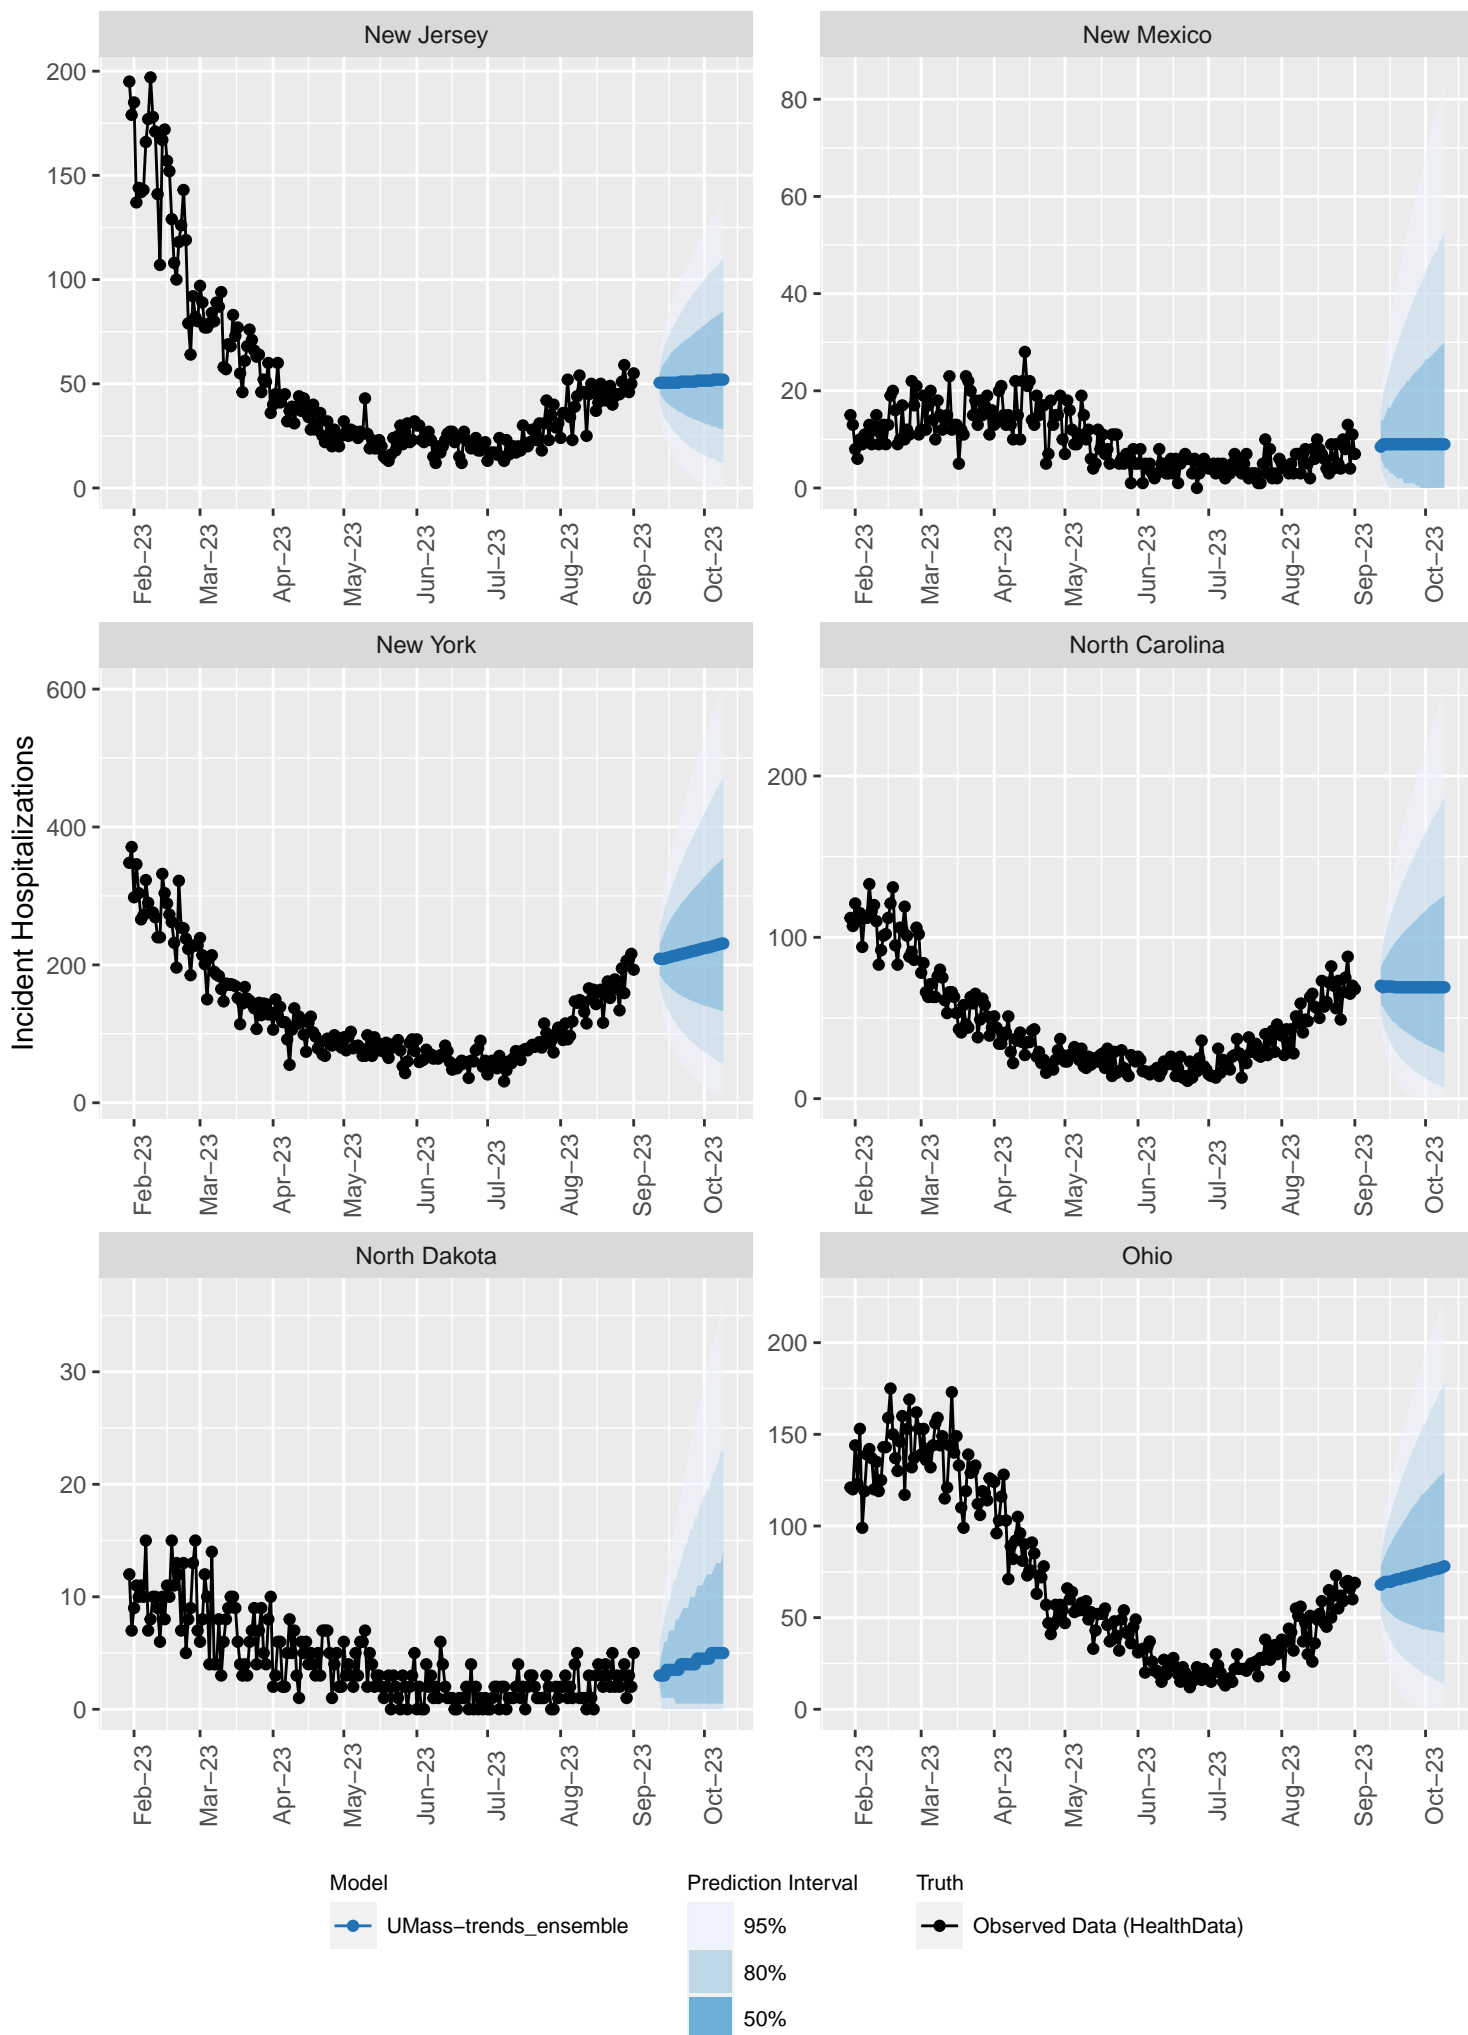 New Jersey
New Mexico
200
150
100
50
0
80
60
40
20
0
Feb−23 Mar−23 Apr−23 May−23 Jun−23 Jul−23 Aug−23 Sep−23 Oct−23
Feb−23 Mar−23 Apr−23 May−23 Jun−23 Jul−23 Aug−23 Sep−23 Oct−23
New York
North Carolina
Incident Hospitalizations
600
400
200
0
200
100
0
Feb−23 Mar−23 Apr−23 May−23 Jun−23 Jul−23 Aug−23 Sep−23 Oct−23
Feb−23 Mar−23 Apr−23 May−23 Jun−23 Jul−23 Aug−23 Sep−23 Oct−23
North Dakota
Ohio
30
20
10
0
200
150
100
50
0
Feb−23 Mar−23 Apr−23 May−23 Jun−23 Jul−23 Aug−23 Sep−23 Oct−23
Feb−23 Mar−23 Apr−23 May−23 Jun−23 Jul−23 Aug−23 Sep−23 Oct−23
Model
UMass−trends_ensemble
Prediction Interval
95%
80%
50%
Truth
Observed Data (HealthData)